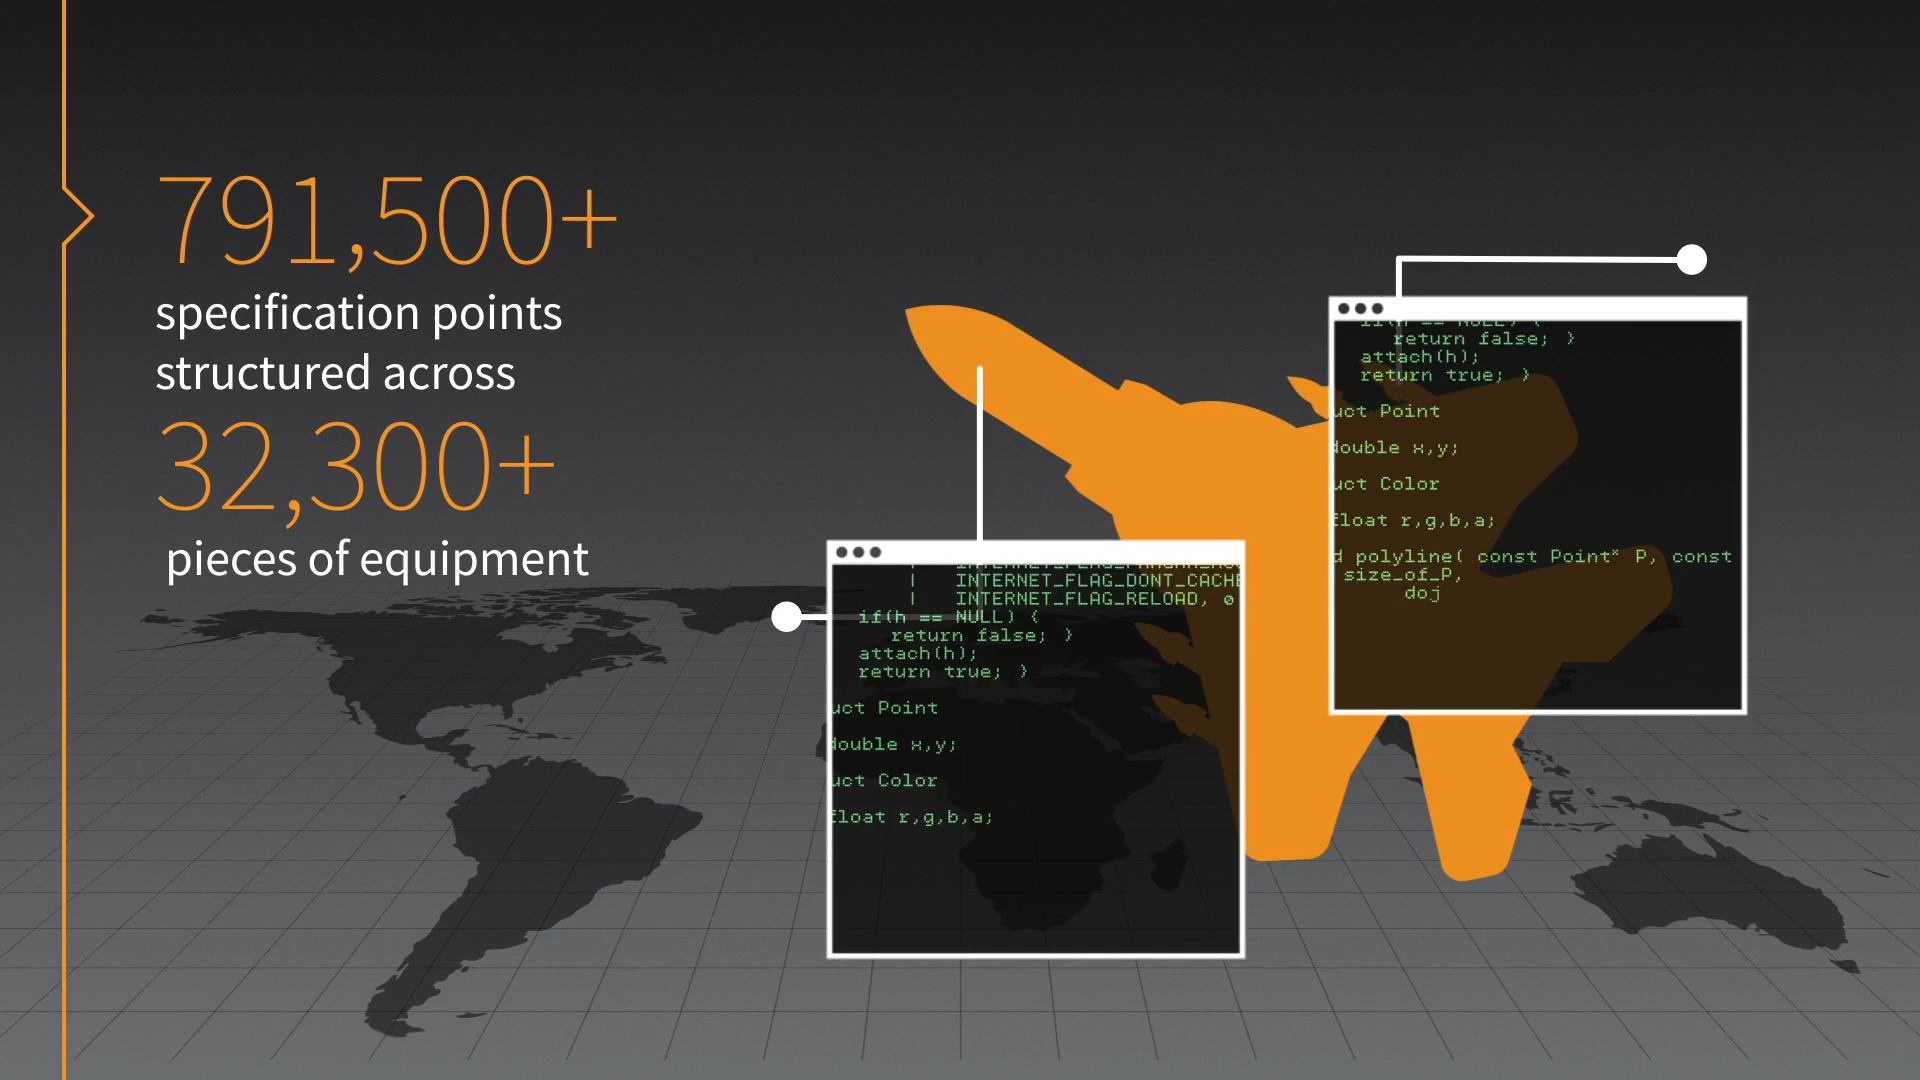 791,500+
specification points
structured across
32,300+
pieces of equipment
return false; }
attach(h);
return true; }
uct Point
double x,y;
uct Color
float r,g,b,a;
d polyline( const Point* P, const
size_of_P,
doj
| INTERNET_FLAG_DONT_CACHE
| INTERNET_FLAG_RELOAD, 0
if(h == NULL) {
return false; }
attach(h);
return true; }
uct Point
double x,y;
uct Color
float r,g,b,a;